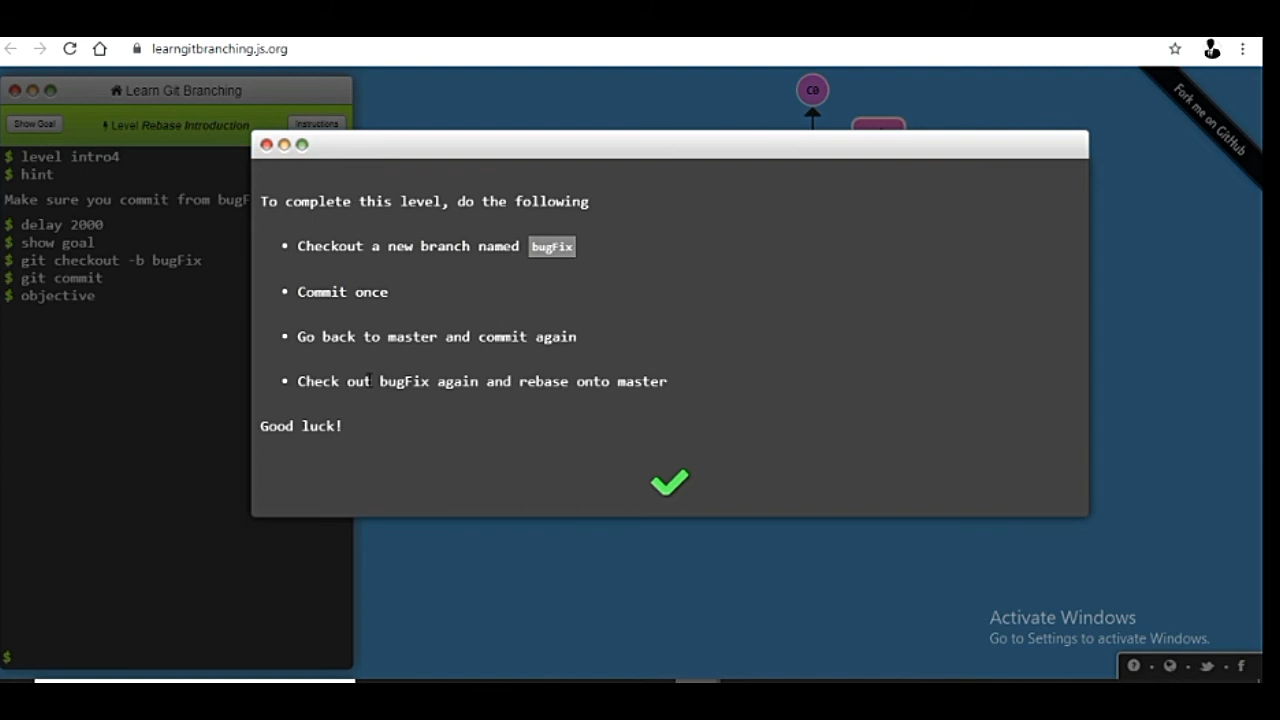 learngitbranching.js.org
Learn Git Branching
Show Goal
Level Rebase Introduction
Instructions
$ level intro4
$ hint
Make sure you commit from bugF
$ delay 2000
$ show goal
$ git checkout -b bugFix
$ git commit
$ objective
$
C0
Fork me on GitHub
To complete this level, do the following
• Checkout a new branch named bugFix
• Commit once
• Go back to master and commit again
• Check out bugFix again and rebase onto master
Good luck!
Activate Windows
Go to Settings to activate Windows.